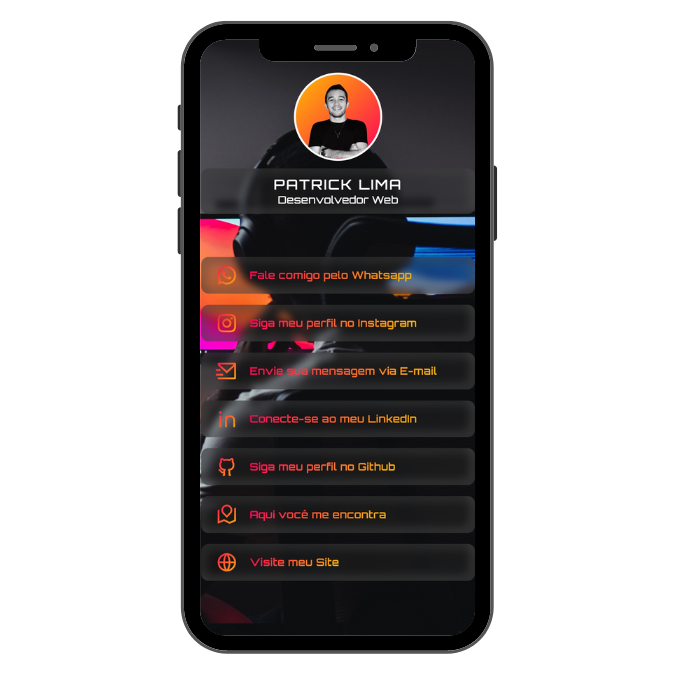 PATRICK LIMA
Desenvolvedor Web
Fale comigo pelo Whatsapp
Siga meu perfil no Instagram
Envie sua mensagem via E-mail
Conecte-se ao meu LinkedIn
Siga meu perfil no Github
Aqui você me encontra
Visite meu Site